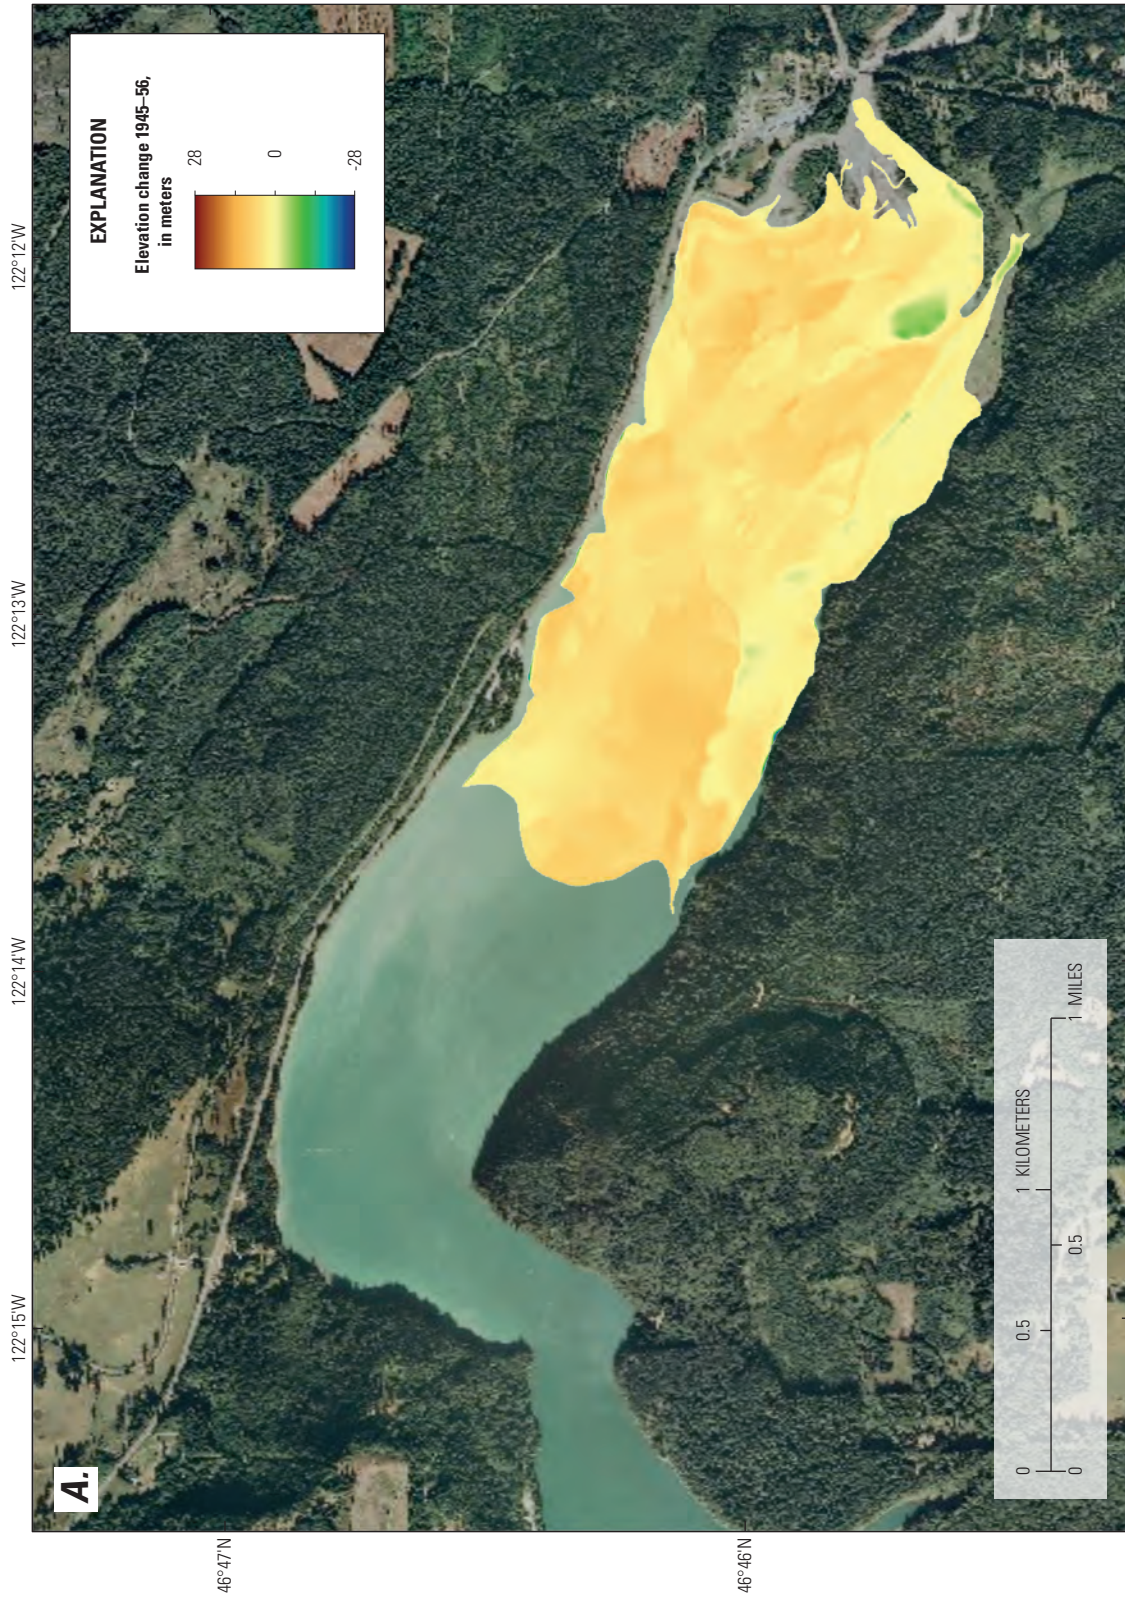 A.
122°15'W
122°14'W
122°13'W
122°12'W
46°47'N
46°46'N
EXPLANATION
Elevation change 1945–56,
in meters
28
0
-28
0 0.5 1 KILOMETERS
0 0.5 1 MILES